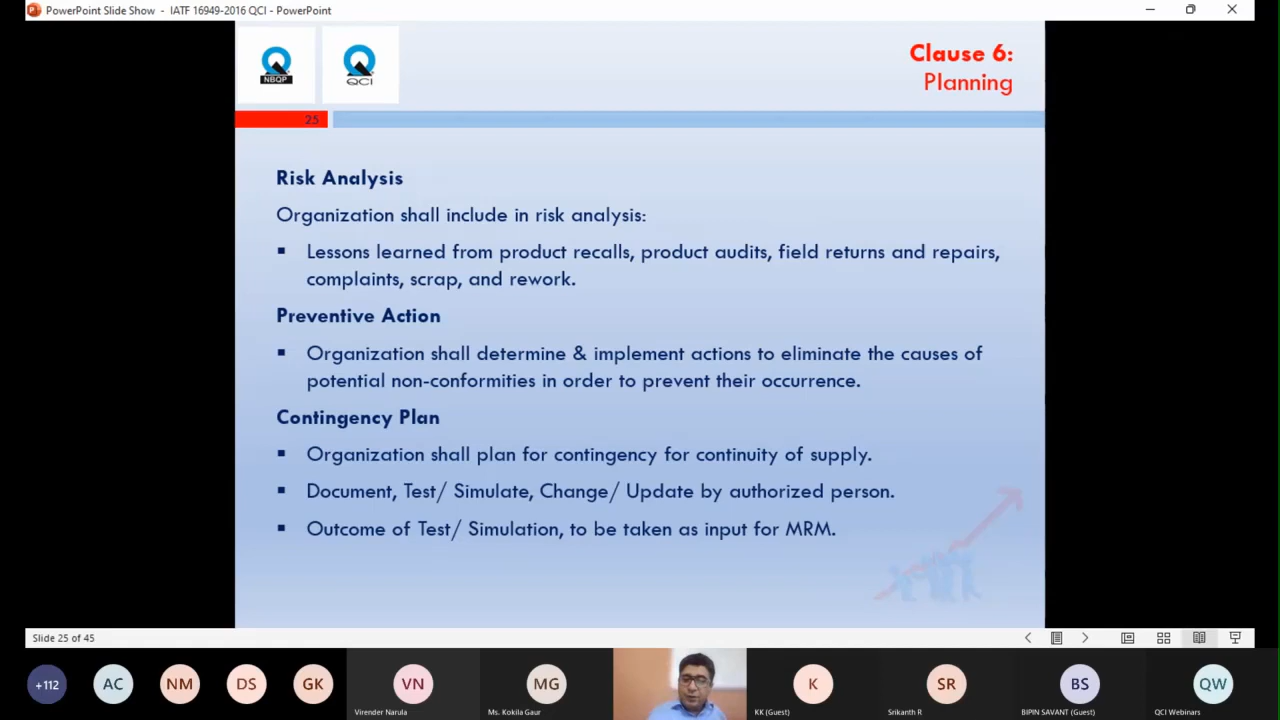 PowerPoint Slide Show - IATF 16949-2016 QCI - PowerPoint
NBQP
QCI
Clause 6:
Planning
25
Risk Analysis
Organization shall include in risk analysis:
▪ Lessons learned from product recalls, product audits, field returns and repairs,
complaints, scrap, and rework.
Preventive Action
▪ Organization shall determine & implement actions to eliminate the causes of
potential non-conformities in order to prevent their occurrence.
Contingency Plan
▪ Organization shall plan for contingency for continuity of supply.
▪ Document, Test/ Simulate, Change/ Update by authorized person.
▪ Outcome of Test/ Simulation, to be taken as input for MRM.
Slide 25 of 45
+112 AC NM DS GK VN MG K SR BS QW
Virender Narula Ms. Kokila Gaur KK (Guest) Srikanth R BIPIN SAVANT (Guest) QCI Webinars